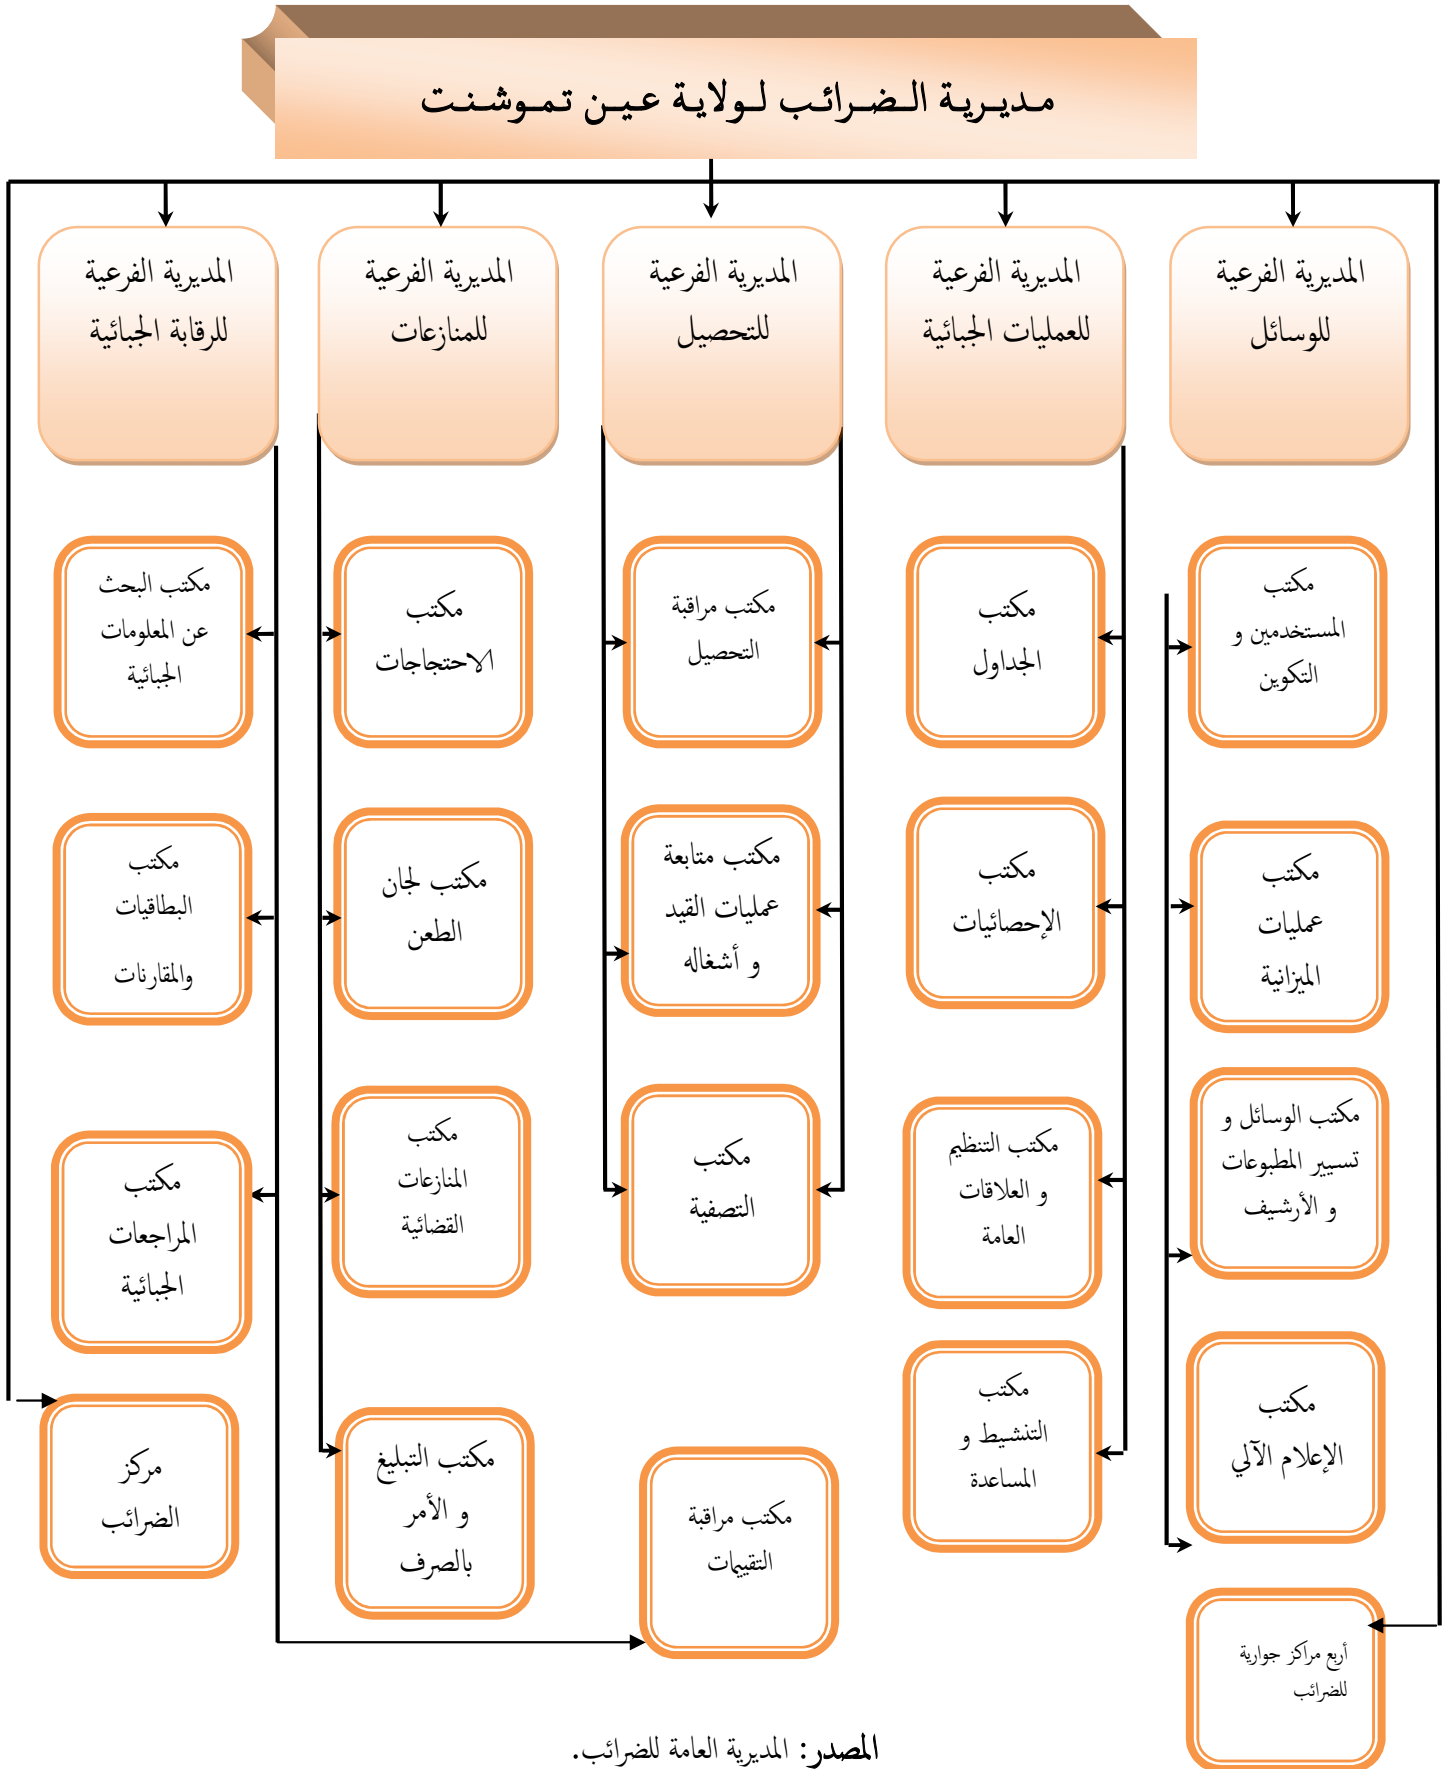 مديرية الضرائب لولاية عين تموشنت
المديرية الفرعية
للوسائل
المديرية الفرعية
للعمليات الجبائية
المديرية الفرعية
للتحصيل
المديرية الفرعية
للمنازعات
المديرية الفرعية
للرقابة الجبائية
مكتب
المستخدمين و
التكوين
مكتب
الجداول
مكتب مراقبة
التحصيل
مكتب
الاحتجاجات
مكتب البحث
عن المعلومات
الجبائية
مكتب
عمليات
الميزانية
مكتب
الإحصائيات
مكتب متابعة
عمليات القيد
و أشغاله
مكتب لجان
الطعن
مكتب
البطاقيات
والمقارنات
مكتب الوسائل و
تسيير المطبوعات
و الأرشيف
مكتب التنظيم
و العلاقات
العامة
مكتب
التصفية
مكتب
المنازعات
القضائية
مكتب
المراجعات
الجبائية
مكتب
الإعلام الآلي
مكتب
التنشيط و
المساعدة
مكتب مراقبة
التقييمات
مكتب التبليغ
و الأمر
بالصرف
مركز
الضرائب
أربع مراكز جوارية
للضرائب
المصدر: المديرية العامة للضرائب.